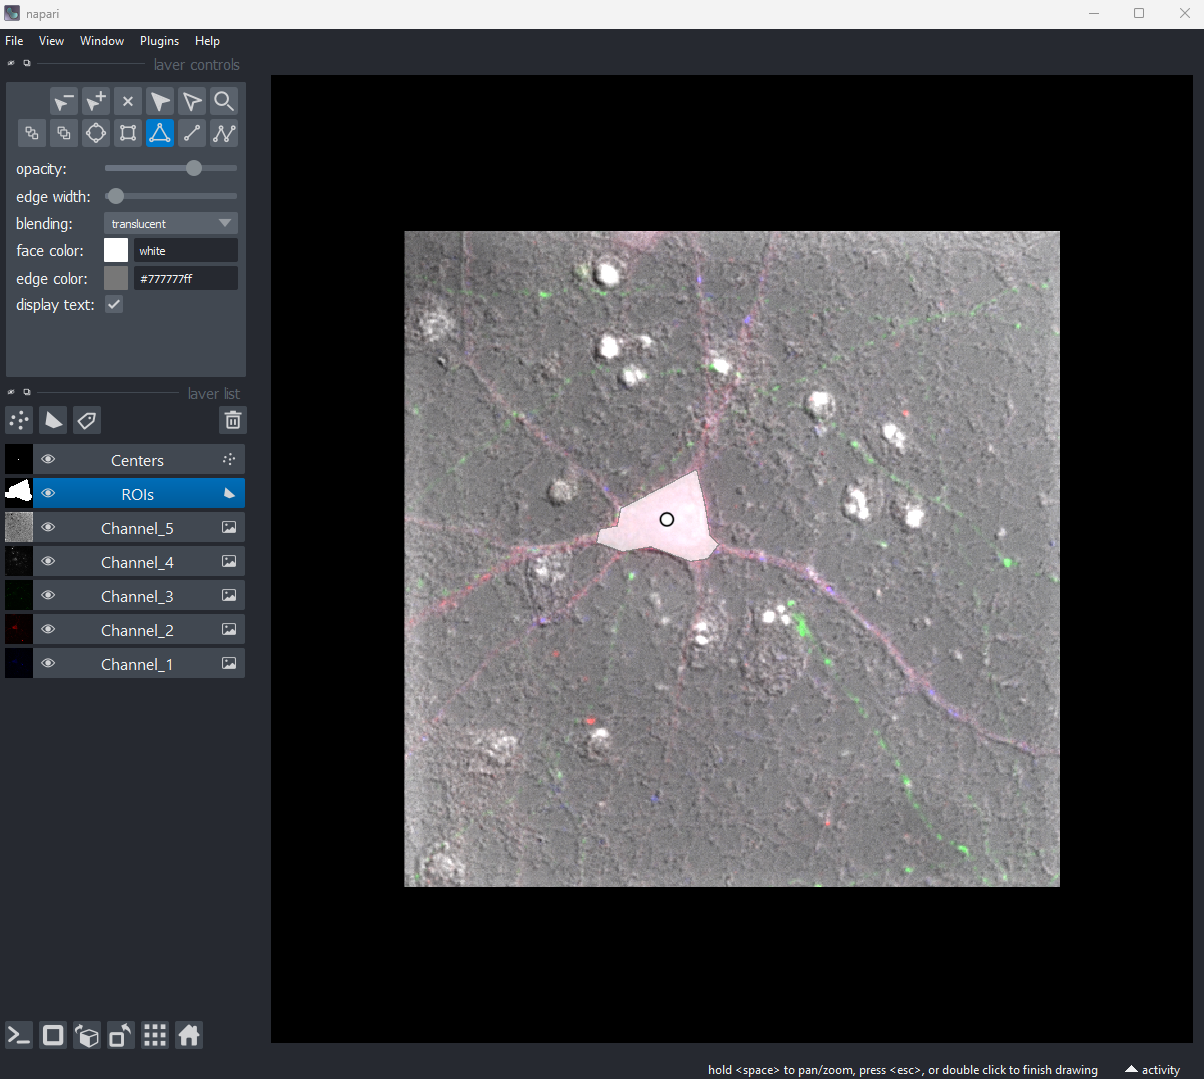 napari
File View Window Plugins Help
layer controls
opacity:
edge width:
blending: translucent
face color: white
edge color: #777777ff
display text:
layer list
Centers
ROIs
Channel_5
Channel_4
Channel_3
Channel_2
Channel_1
hold <space> to pan/zoom, press <esc>, or double click to finish drawing
activity